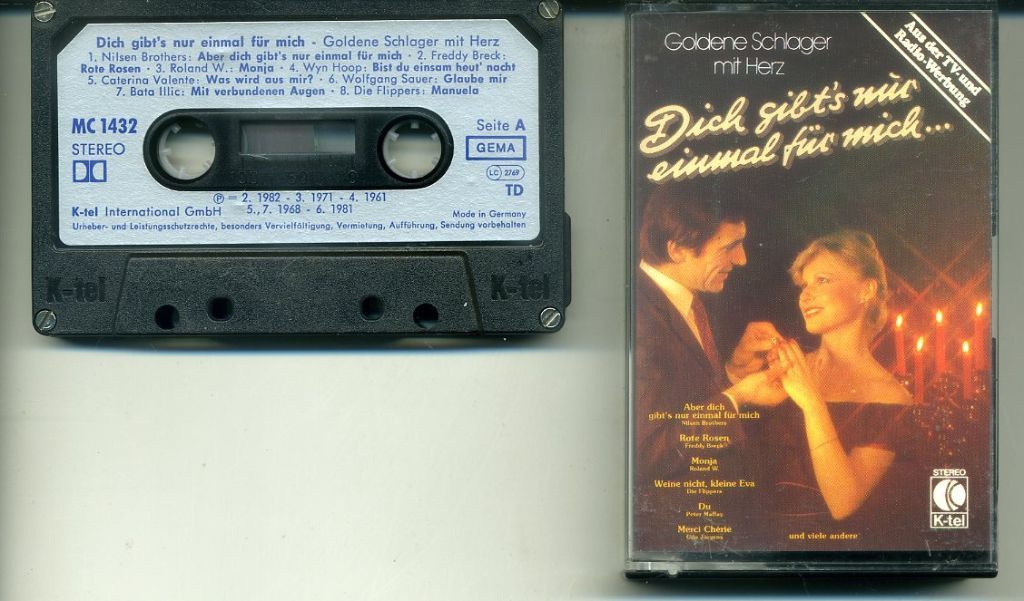 Dich gibt's nur einmal für mich - Goldene Schlager mit Herz
1. Nilsen Brothers: Aber dich gibt's nur einmal für mich · 2. Freddy Breck:
Rote Rosen · 3. Roland W.: Monja · 4. Wyn Hoop: Bist du einsam heut' nacht
5. Caterina Valente: Was wird aus mir? · 6. Wolfgang Sauer: Glaube mir
7. Bata Illic: Mit verbundenen Augen · 8. Die Flippers: Manuela
MC 1432
STEREO
Seite A
GEMA
LC 2769
TD
Ⓟ = 2. 1982 - 3. 1971 - 4. 1961
K-tel International GmbH 5., 7. 1968 - 6. 1981
Made in Germany
Urheber- und Leistungsschutzrechte, besonders Vervielfältigung, Vermietung, Aufführung, Sendung vorbehalten
K-tel
K-tel
Goldene Schlager
mit Herz
Aus der TV- und
Radio-Werbung
Dich gibt's nur
einmal für mich...
Aber dich
gibt's nur einmal für mich
Nilsen Brothers
Rote Rosen
Freddy Breck
Monja
Roland W.
Weine nicht, kleine Eva
Die Flippers
Du
Peter Maffay
Merci Chérie
Udo Jürgens
und viele andere
STEREO
K-tel